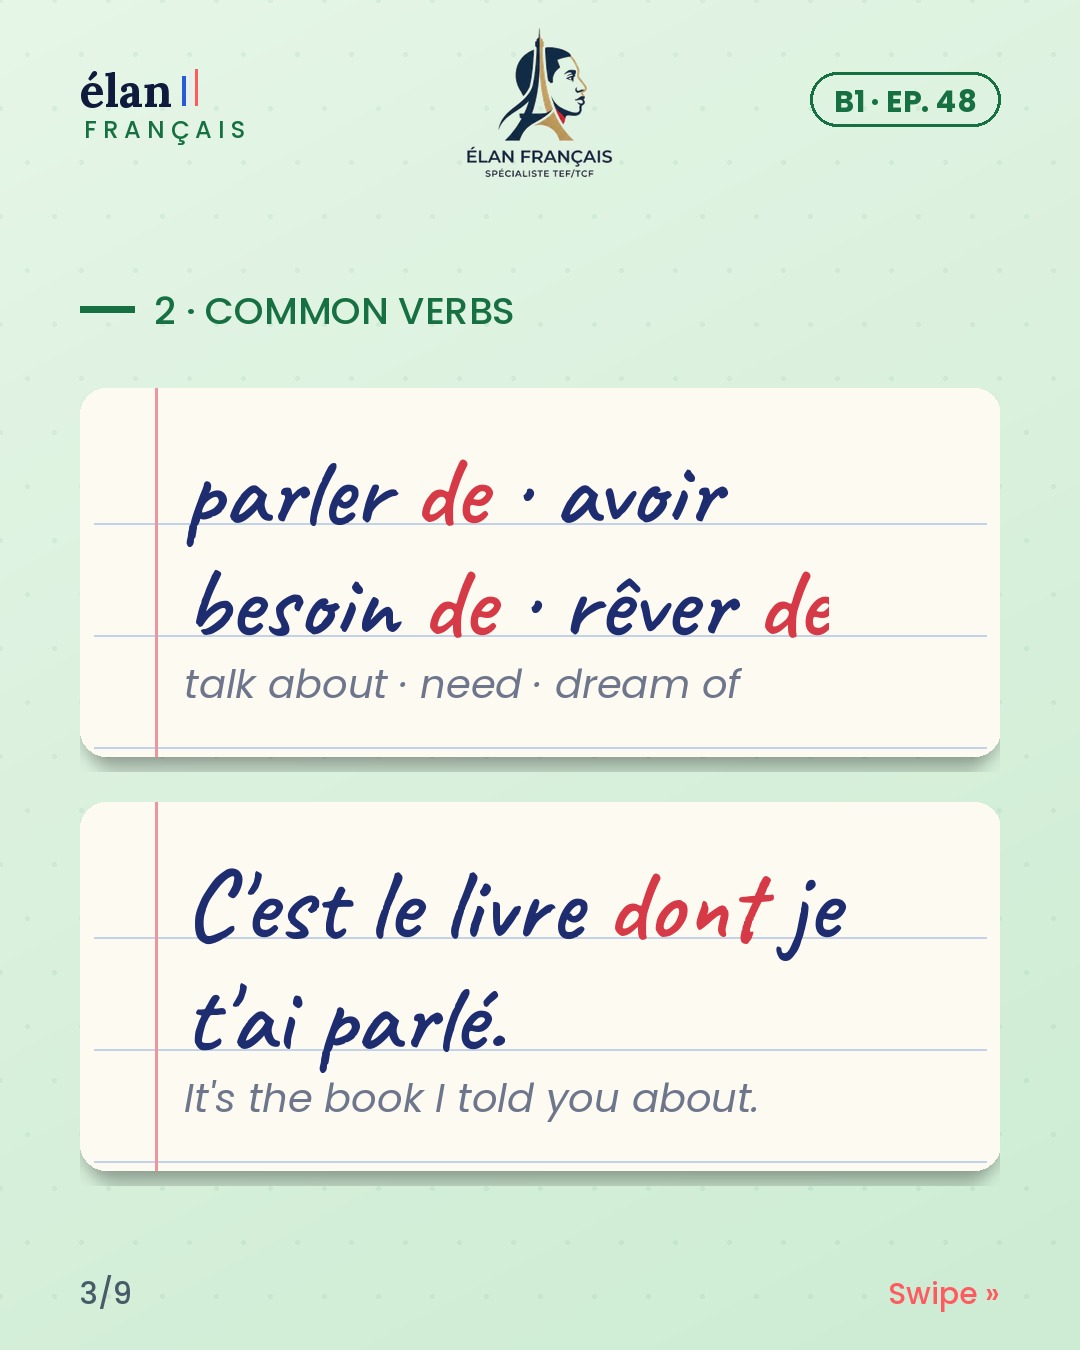 élan
FRANÇAIS
ÉLAN FRANÇAIS
SPÉCIALISTE TEF/TCF
B1 · EP. 48
2 · COMMON VERBS
parler de · avoir
besoin de · rêver de
talk about · need · dream of
C'est le livre dont je
t'ai parlé.
It's the book I told you about.
3/9
Swipe »